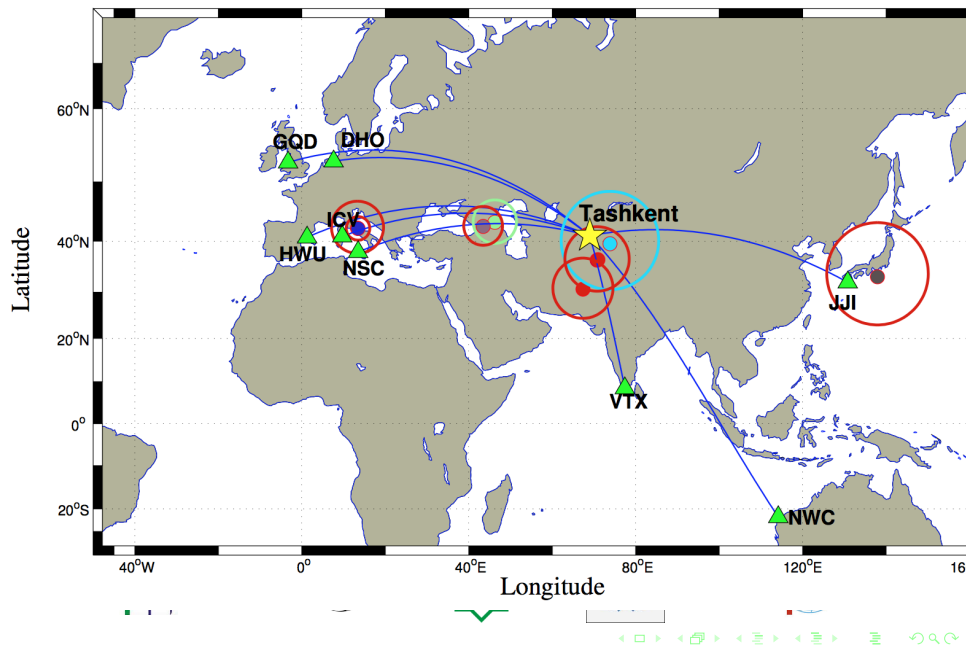 60°N
40°N
20°N
0°
20°S
40°W
0°
40°E
80°E
120°E
16
Latitude
Longitude
GQD
DHO
ICV
HWU
NSC
Tashkent
JJI
VTX
NWC